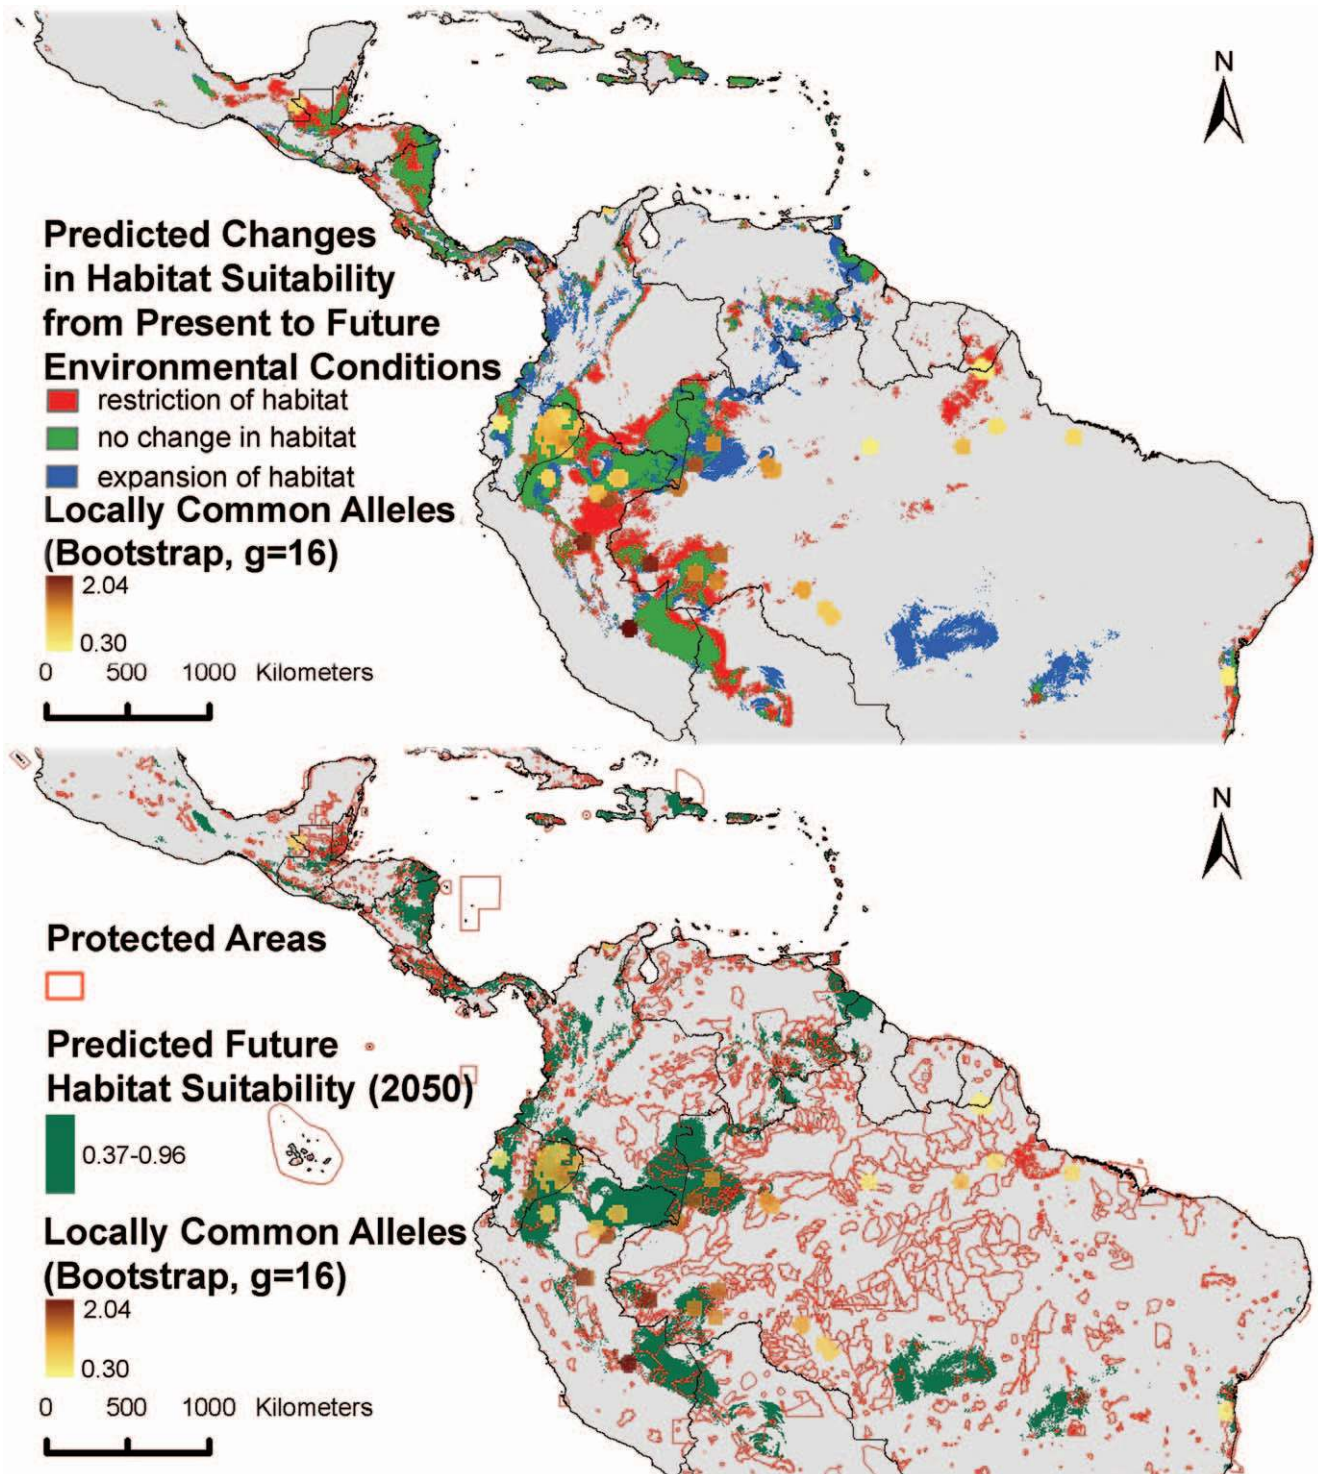 N
Predicted Changes
in Habitat Suitability
from Present to Future
Environmental Conditions
restriction of habitat
no change in habitat
expansion of habitat
Locally Common Alleles
(Bootstrap, g=16)
2.04
0.30
0 500 1000 Kilometers
N
Protected Areas
Predicted Future
Habitat Suitability (2050)
0.37-0.96
Locally Common Alleles
(Bootstrap, g=16)
2.04
0.30
0 500 1000 Kilometers